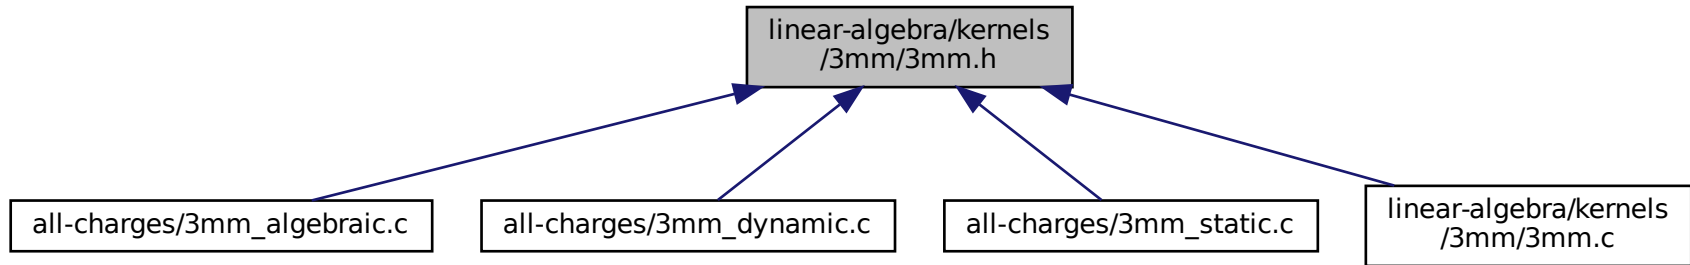 linear-algebra/kernels
/3mm/3mm.h
all-charges/3mm_algebraic.c
all-charges/3mm_dynamic.c
all-charges/3mm_static.c
linear-algebra/kernels
/3mm/3mm.c